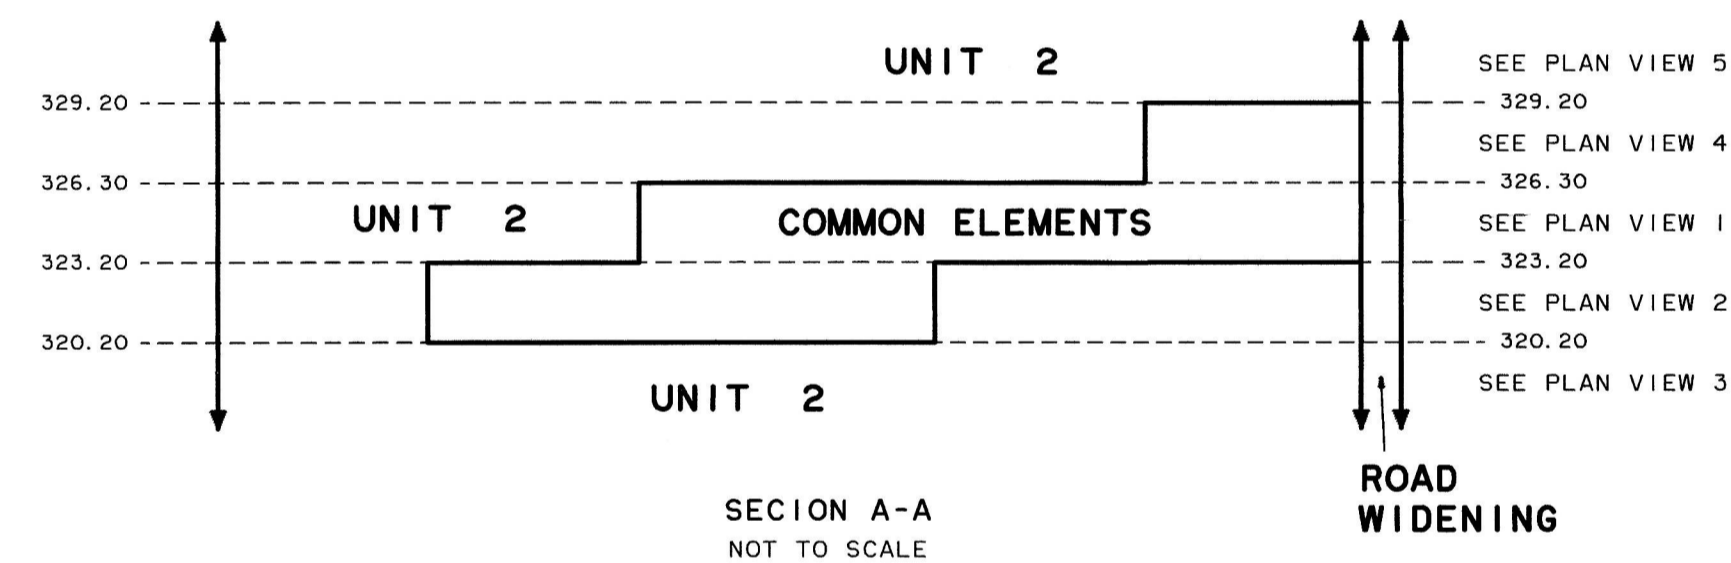 UNIT 2
SEE PLAN VIEW 5
329.20
329.20
SEE PLAN VIEW 4
326.30
326.30
UNIT 2
COMMON ELEMENTS
SEE PLAN VIEW 1
323.20
323.20
SEE PLAN VIEW 2
320.20
320.20
UNIT 2
SEE PLAN VIEW 3
ROAD
WIDENING
SECION A-A
NOT TO SCALE